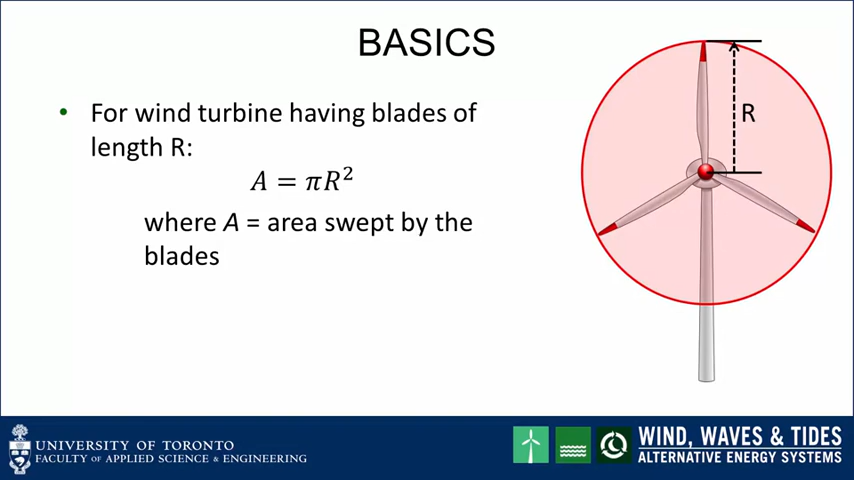 BASICS
• For wind turbine having blades of
length R:
𝐴 = 𝜋𝑅²
where A = area swept by the
blades
R
UNIVERSITY OF TORONTO
FACULTY OF APPLIED SCIENCE & ENGINEERING
WIND, WAVES & TIDES
ALTERNATIVE ENERGY SYSTEMS